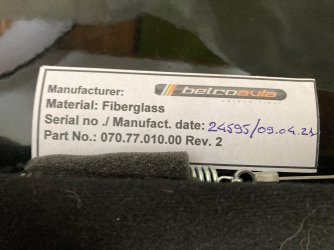 Manufacturer: belcoavia
Material: Fiberglass
Serial no ./ Manufact. date: 24595/09.04.21
Part No.: 070.77.010.00 Rev. 2